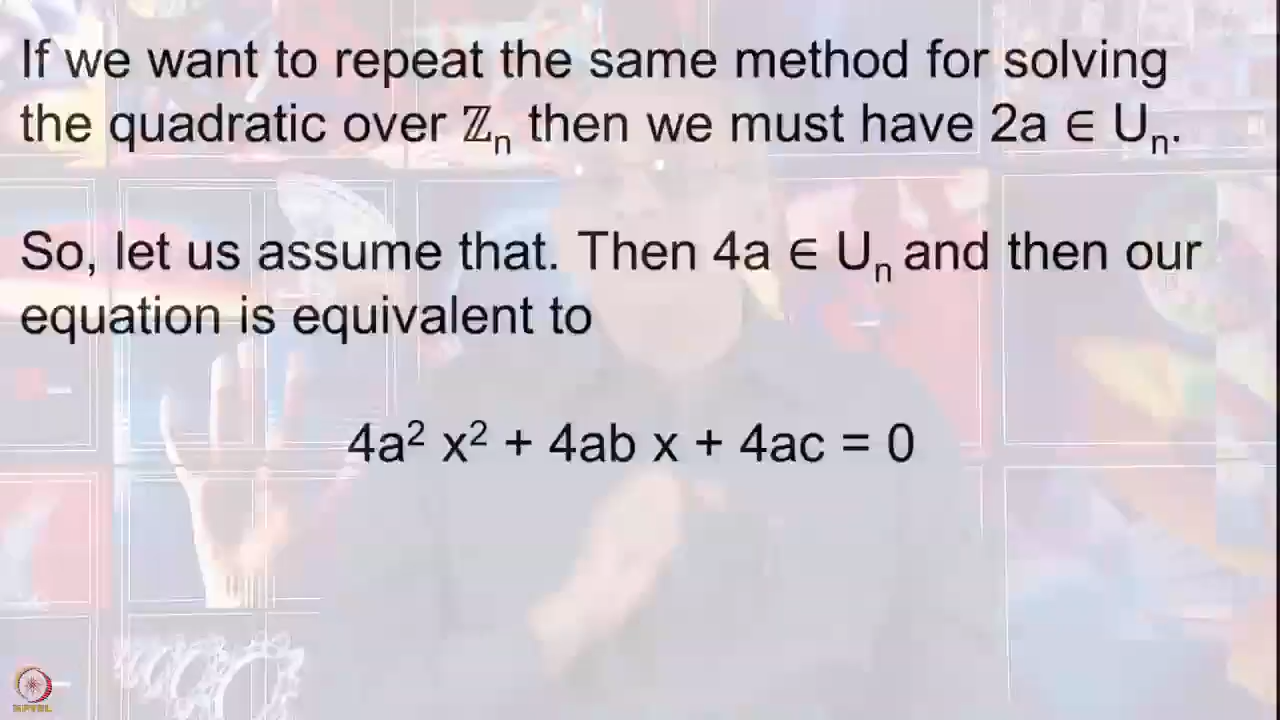 If we want to repeat the same method for solving
the quadratic over ℤₙ then we must have 2a ∈ Uₙ.
So, let us assume that. Then 4a ∈ Uₙ and then our
equation is equivalent to
4a² x² + 4ab x + 4ac = 0
NPTEL